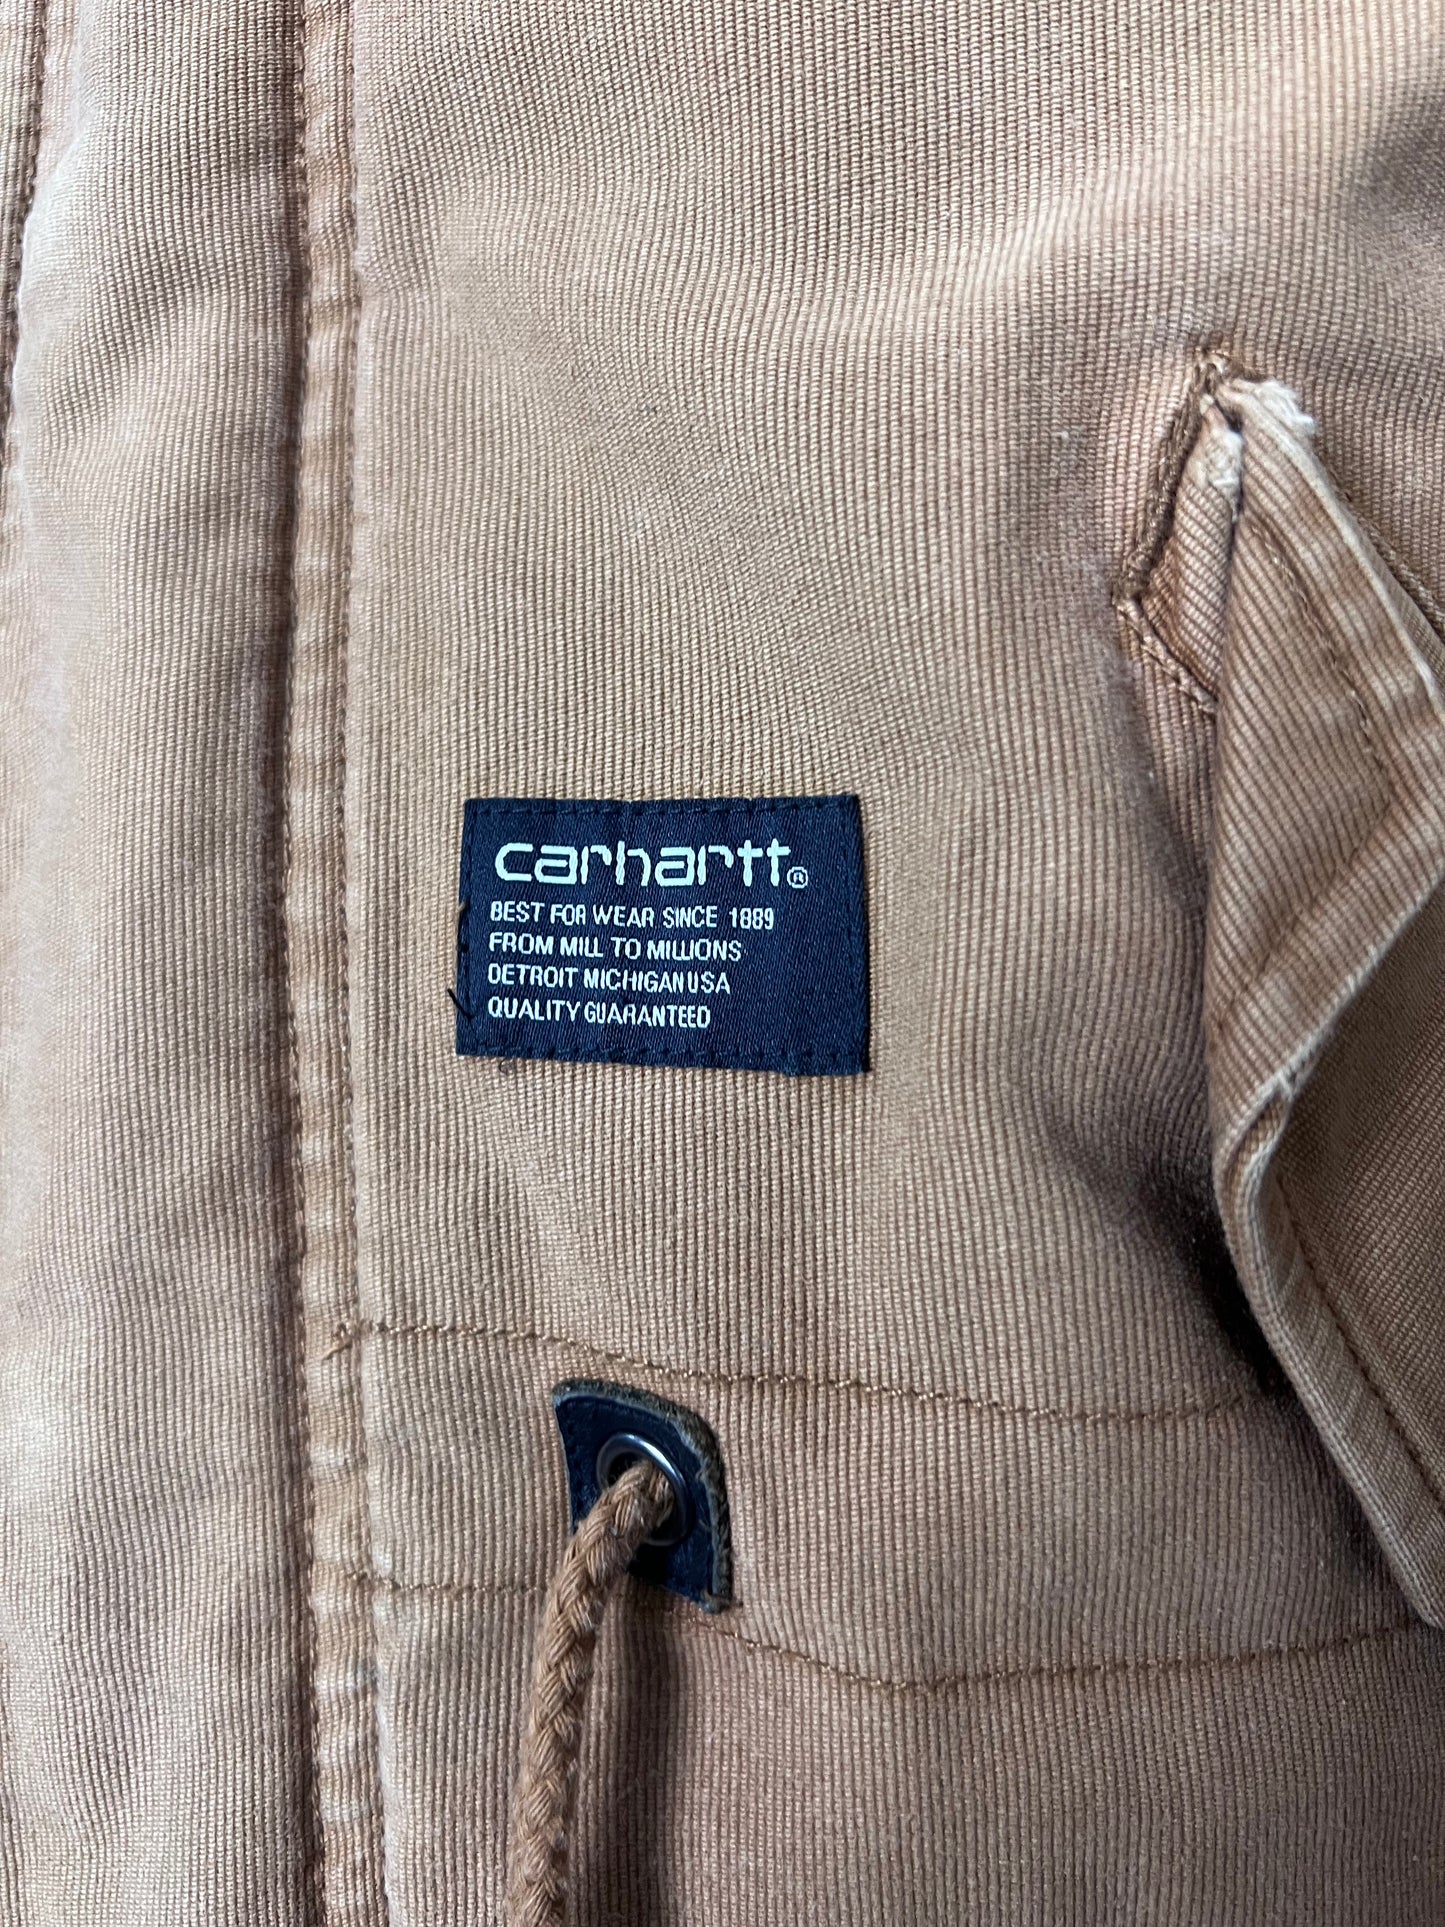 carhartt®
BEST FOR WEAR SINCE 1889
FROM MILL TO MILLIONS
DETROIT MICHIGAN USA
QUALITY GUARANTEED